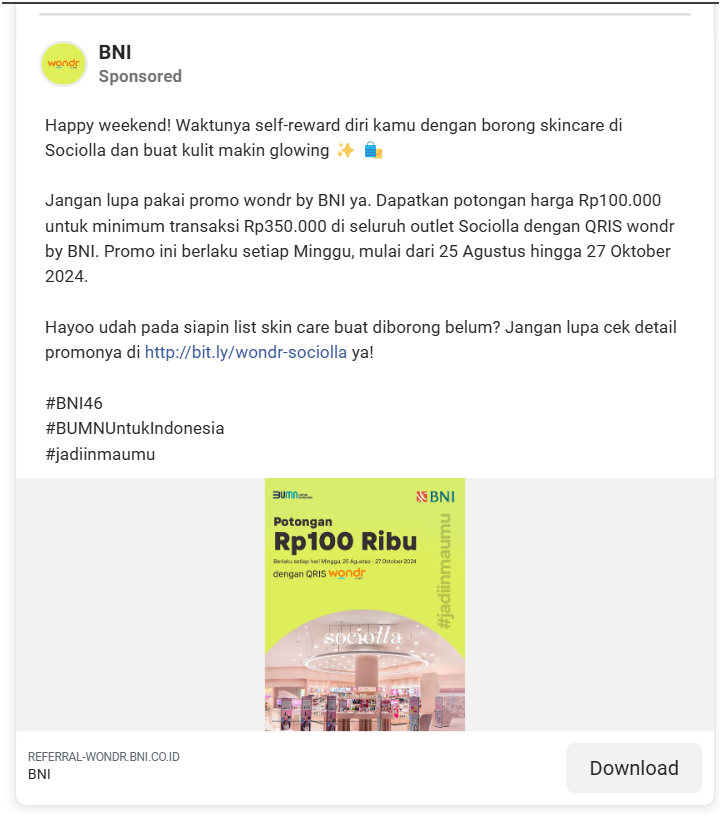 wondr
BNI
Sponsored
Happy weekend! Waktunya self-reward diri kamu dengan borong skincare di
Sociolla dan buat kulit makin glowing ✨ 🛍️
Jangan lupa pakai promo wondr by BNI ya. Dapatkan potongan harga Rp100.000
untuk minimum transaksi Rp350.000 di seluruh outlet Sociolla dengan QRIS wondr
by BNI. Promo ini berlaku setiap Minggu, mulai dari 25 Agustus hingga 27 Oktober
2024.
Hayoo udah pada siapin list skin care buat diborong belum? Jangan lupa cek detail
promonya di http://bit.ly/wondr-sociolla ya!
#BNI46
#BUMNUntukIndonesia
#jadiinmaumu
BUMN
BNI
Potongan
Rp100 Ribu
Berlaku setiap hari Minggu, 25 Agustus - 27 Oktober 2024
dengan QRIS wondr
#jadiinmaumu
sociolla
REFERRAL-WONDR.BNI.CO.ID
BNI
Download